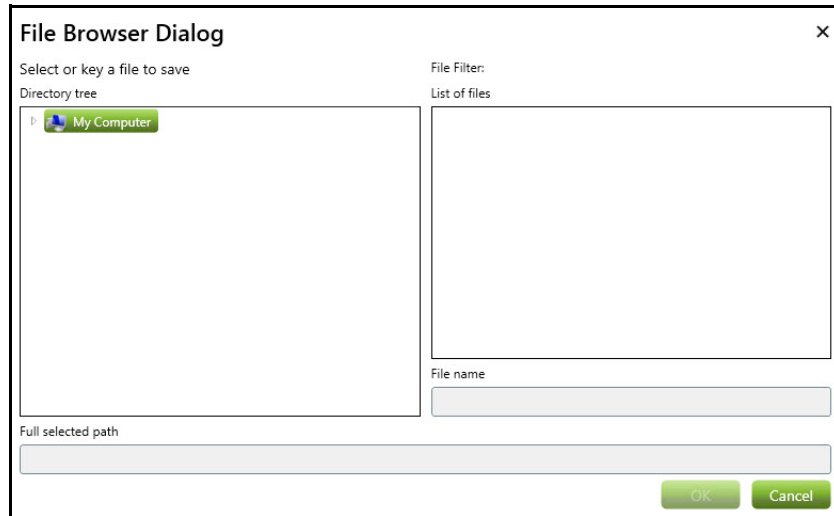 File Browser Dialog
Select or key a file to save
File Filter:
Directory tree
List of files
My Computer
File name
Full selected path
OK
Cancel